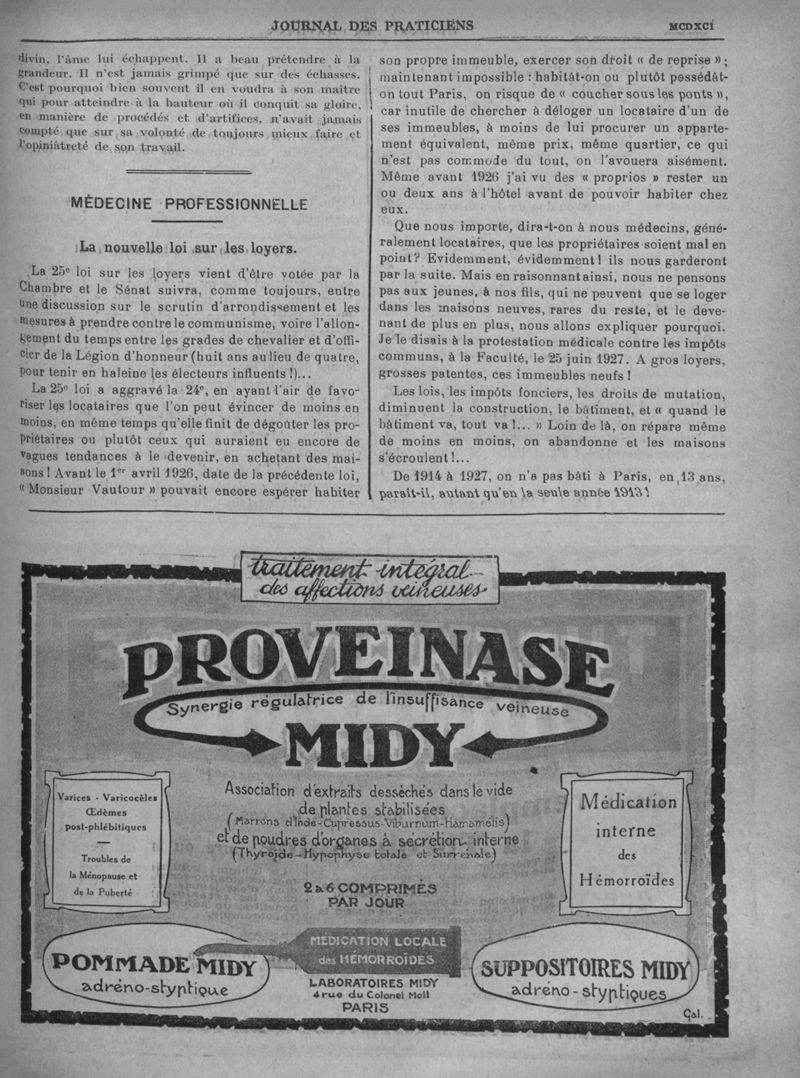 JOURNAL DES PRATICIENS
MCDXCI
divin, l'âme lui échappent. Il a beau prétendre à la
grandeur. Il n'est jamais grimpé que sur des échasses.
C'est pourquoi bien souvent il en voudra à son maître
qui pour atteindre à la hauteur où il conquit sa gloire,
en manière de procédés et d'artifices, n'avait jamais
compté que sur sa volonté de toujours mieux faire et
l'opiniâtreté de son travail.
MÉDECINE PROFESSIONNELLE
La nouvelle loi sur les loyers.
La 25e loi sur les loyers vient d'être votée par la
Chambre et le Sénat suivra, comme toujours, entre
une discussion sur le scrutin d'arrondissement et les
mesures à prendre contre le communisme, voire l'allon-
gement du temps entre les grades de chevalier et d'offi-
cier de la Légion d'honneur (huit ans au lieu de quatre,
pour tenir en haleine les électeurs influents !)...
La 25e loi a aggravé la 24e, en ayant l'air de favo-
riser les locataires que l'on peut évincer de moins en
moins, en même temps qu'elle finit de dégoûter les pro-
priétaires ou plutôt ceux qui auraient eu encore de
vagues tendances à le devenir, en achetant des mai-
sons ! Avant le 1er avril 1926, date de la précédente loi,
« Monsieur Vautour » pouvait encore espérer habiter
son propre immeuble, exercer son droit « de reprise » ;
maintenant impossible : habitât-on ou plutôt possédât-
on tout Paris, on risque de « coucher sous les ponts »,
car inutile de chercher à déloger un locataire d'un de
ses immeubles, à moins de lui procurer un apparte-
ment équivalent, même prix, même quartier, ce qui
n'est pas commode du tout, on l'avouera aisément.
Même avant 1926 j'ai vu des « proprios » rester un
ou deux ans à l'hôtel avant de pouvoir habiter chez
eux.
Que nous importe, dira-t-on à nous médecins, géné-
ralement locataires, que les propriétaires soient mal en
point ? Evidemment, évidemment ! ils nous garderont
par la suite. Mais en raisonnant ainsi, nous ne pensons
pas aux jeunes, à nos fils, qui ne peuvent que se loger
dans les maisons neuves, rares du reste, et le deve-
nant de plus en plus, nous allons expliquer pourquoi.
Je le disais à la protestation médicale contre les impôts
communs, à la Faculté, le 25 juin 1927. A gros loyers,
grosses patentes, ces immeubles neufs !
Les lois, les impôts fonciers, les droits de mutation,
diminuent la construction, le bâtiment, et « quand le
bâtiment va, tout va !... » Loin de là, on répare même
de moins en moins, on abandonne et les maisons
s'écroulent !...
De 1914 à 1927, on n'a pas bâti à Paris, en 13 ans,
paraît-il, autant qu'en la seule année 1913 !
traitement intégral
des affections veineuses
PROVEINASE
Synergie régulatrice de l'insuffisance veineuse
MIDY
Varices - Varicocèles
Œdèmes
post-phlébitiques
Troubles de
la Ménopause et
de la Puberté
Association d'extraits desséchés dans le vide
de plantes stabilisées
(Marrons d'Inde-Cupressus-Viburnum-Hamamelis)
et de poudres d'organes à sécrétion interne
(Thyroïde-Hypophyse totale et Surrénale)
2 à 6 COMPRIMÉS
PAR JOUR
Médication
interne
des
Hémorroïdes
POMMADE MIDY
adréno-styptique
MÉDICATION LOCALE
des HÉMORROÏDES
LABORATOIRES MIDY
4 rue du Colonel Moll
PARIS
SUPPOSITOIRES MIDY
adréno-styptiques
Gal.